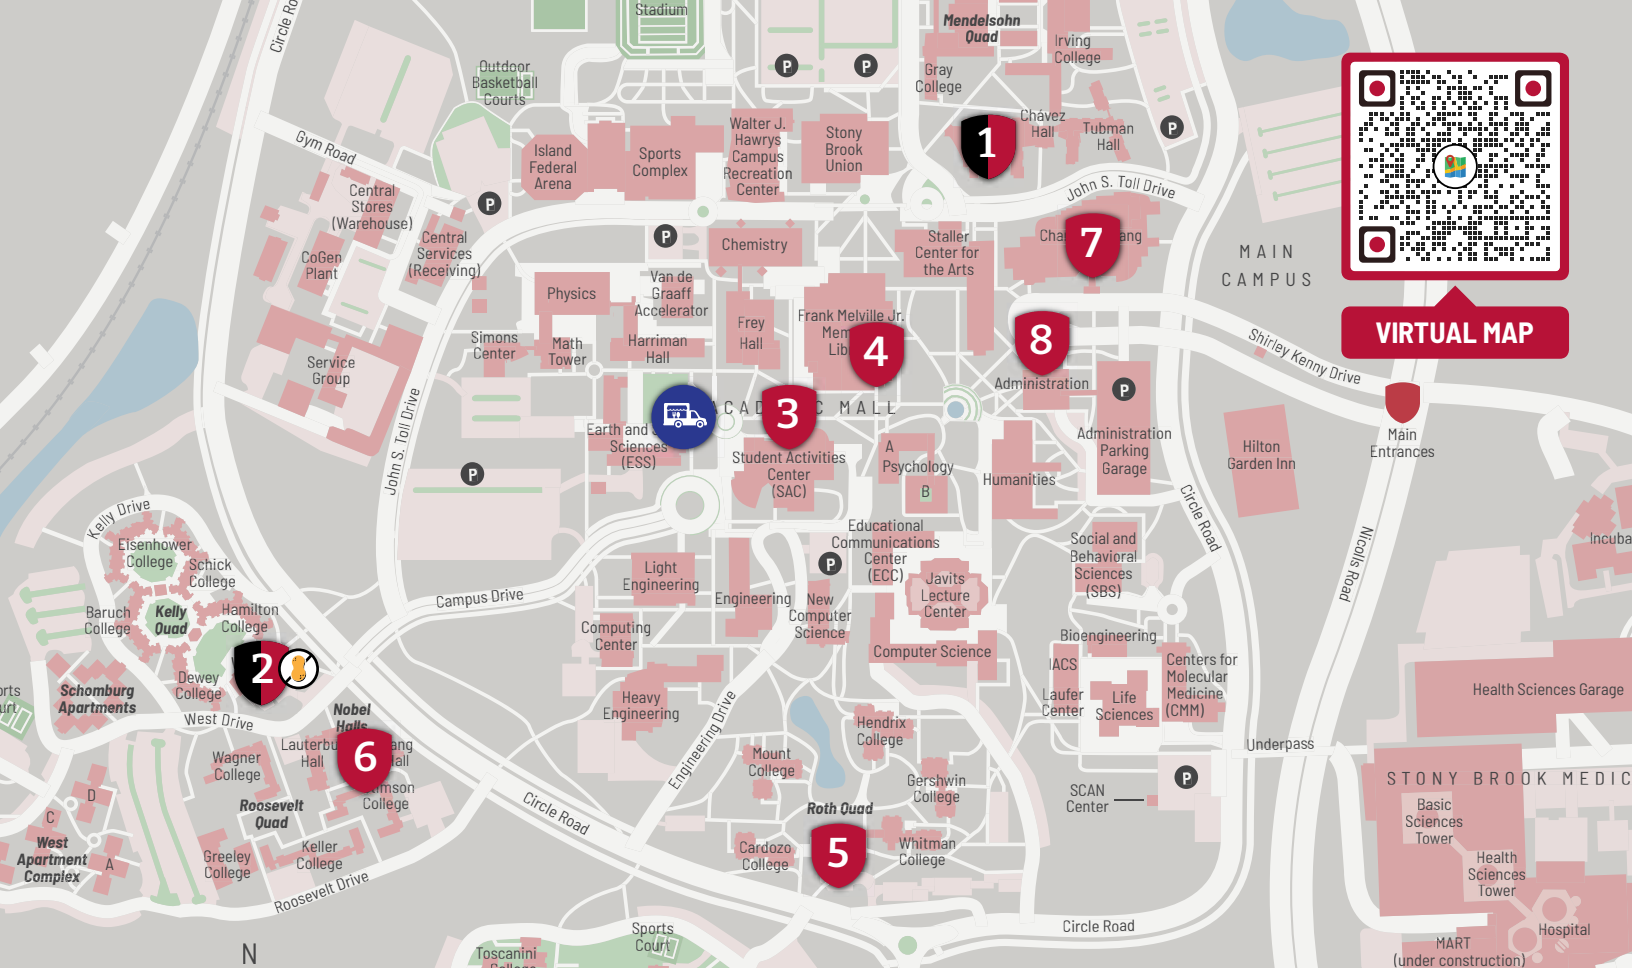 Circle Ro
Stadium
Mendelsohn
Quad
Irving
College
P
P
Gray
College
Outdoor
Basketball
Courts
Gym Road
Island
Federal
Arena
Sports
Complex
Walter J.
Hawrys
Campus
Recreation
Center
Stony
Brook
Union
1
Chávez
Hall
Tubman
Hall
P
John S. Toll Drive
Central
Stores
(Warehouse)
P
Central
Services
(Receiving)
CoGen
Plant
P
Chemistry
Staller
Center for
the Arts
7
MAIN
CAMPUS
VIRTUAL MAP
Physics
Van de
Graaff
Accelerator
Frey
Hall
Frank Melville Jr.
4
8
Administration
P
Shirley Kenny Drive
Simons
Center
Math
Tower
Harriman
Hall
Service
Group
John S. Toll Drive
ACADEMIC MALL
3
Main
Entrances
Earth and
Sciences
(ESS)
Student Activities
Center
(SAC)
A
Psychology
B
Humanities
Administration
Parking
Garage
Hilton
Garden Inn
P
Circle Road
Nicolls Road
Kelly Drive
Eisenhower
College
Schick
College
Baruch
College
Kelly
Quad
Hamilton
College
Dewey
College
2
Schomburg
Apartments
West Drive
Campus Drive
Light
Engineering
Engineering
P
New
Computer
Science
Educational
Communications
Center
(ECC)
Javits
Lecture
Center
Computer Science
Social and
Behavioral
Sciences
(SBS)
Incuba
Computing
Center
Heavy
Engineering
Engineering Drive
Bioengineering
IACS
Laufer
Center
Life
Sciences
Centers for
Molecular
Medicine
(CMM)
Health Sciences Garage
Underpass
orts
urt
Nobel
Halls
Wagner
College
Lauterbu
Hall
ang
Hall
6
imson
College
Roosevelt
Quad
D
C
West
Apartment
Complex
A
Greeley
College
Keller
College
Roosevelt Drive
Circle Road
Mount
College
Hendrix
College
Gershwin
College
Roth Quad
Cardozo
College
5
Whitman
College
SCAN
Center
P
STONY BROOK MEDIC
Basic
Sciences
Tower
Health
Sciences
Tower
Hospital
MART
(under construction)
Circle Road
Sports
Court
Toscanini
College
N